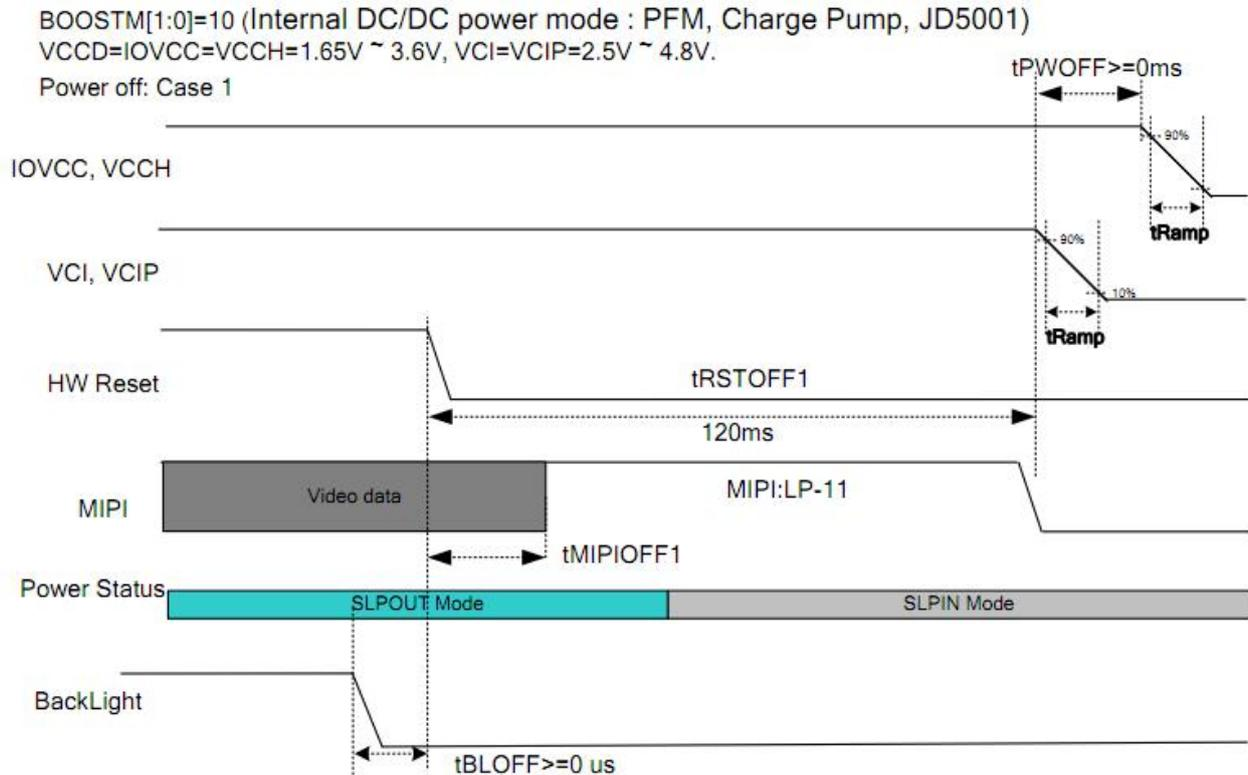 BOOSTM[1:0]=10 (Internal DC/DC power mode : PFM, Charge Pump, JD5001)
VCCD=IOVCC=VCCH=1.65V ~ 3.6V, VCI=VCIP=2.5V ~ 4.8V.
Power off: Case 1
tPWOFF>=0ms
90%
IOVCC, VCCH
tRamp
90%
VCI, VCIP
10%
tRamp
HW Reset
tRSTOFF1
120ms
Video data
MIPI:LP-11
MIPI
tMIPIOFF1
Power Status
SLPOUT Mode
SLPIN Mode
BackLight
tBLOFF>=0 us